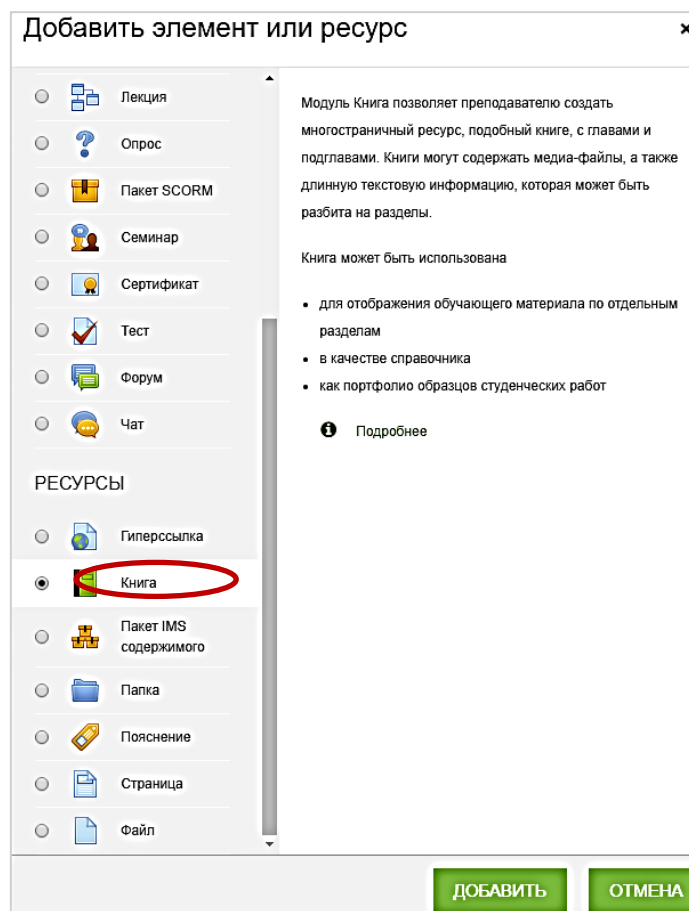 Добавить элемент или ресурс
Лекция
Опрос
Пакет SCORM
Семинар
Сертификат
Тест
Форум
Чат
РЕСУРСЫ
Гиперссылка
Книга
Пакет IMS
содержимого
Папка
Пояснение
Страница
Файл
Модуль Книга позволяет преподавателю создать
многостраничный ресурс, подобный книге, с главами и
подглавами. Книги могут содержать медиа-файлы, а также
длинную текстовую информацию, которая может быть
разбита на разделы.
Книга может быть использована
• для отображения обучающего материала по отдельным
разделам
• в качестве справочника
• как портфолио образцов студенческих работ
Подробнее
ДОБАВИТЬ
ОТМЕНА